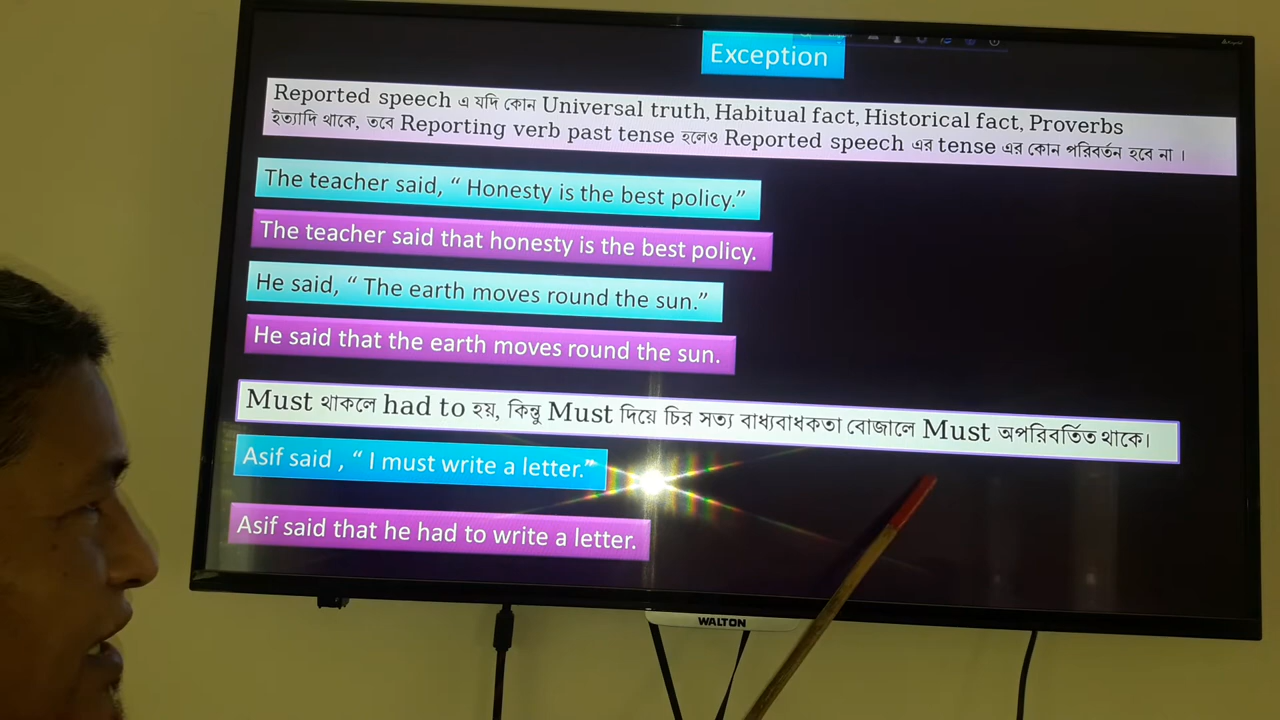 Exception
Reported speech এ যদি কোন Universal truth, Habitual fact, Historical fact, Proverbs
ইত্যাদি থাকে, তবে Reporting verb past tense হলেও Reported speech এর tense এর কোন পরিবর্তন হবে না ।
The teacher said, “ Honesty is the best policy.”
The teacher said that honesty is the best policy.
He said, “ The earth moves round the sun.”
He said that the earth moves round the sun.
Must থাকলে had to হয়, কিন্তু Must দিয়ে চির সত্য বাধ্যবাধকতা বোজালে Must অপরিবর্তিত থাকে।
Asif said , “ I must write a letter.”
Asif said that he had to write a letter.
WALTON